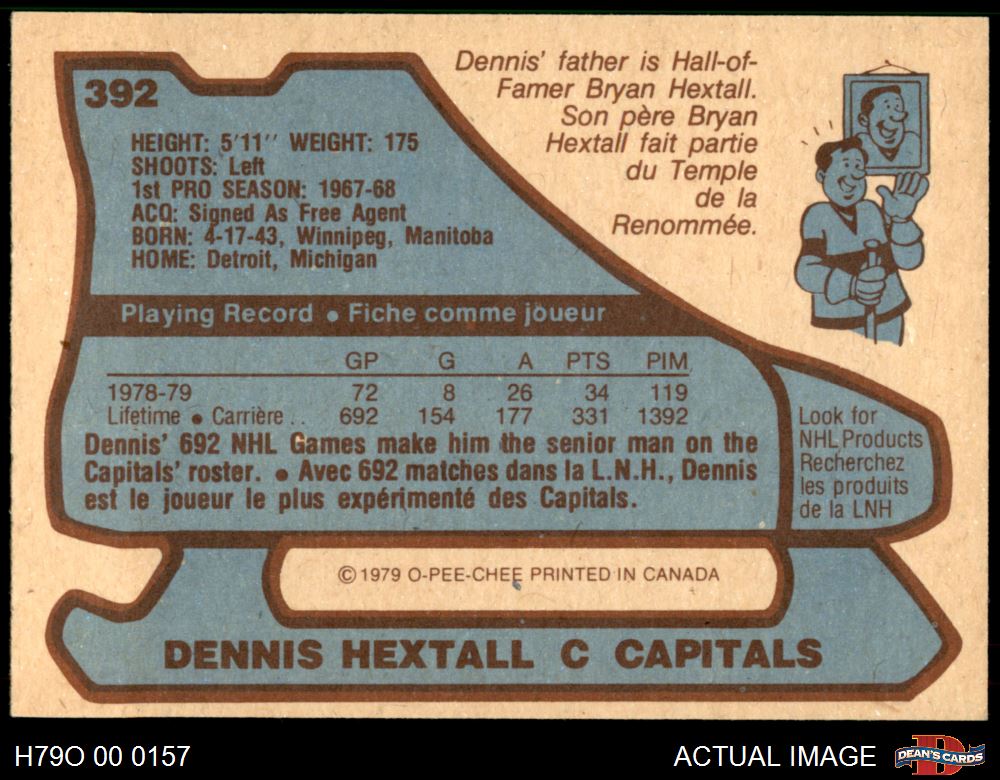 392
Dennis' father is Hall-of-
Famer Bryan Hextall.
Son père Bryan
Hextall fait partie
du Temple
de la
Renommée.
HEIGHT: 5'11'' WEIGHT: 175
SHOOTS: Left
1st PRO SEASON: 1967-68
ACQ: Signed As Free Agent
BORN: 4-17-43, Winnipeg, Manitoba
HOME: Detroit, Michigan
Playing Record • Fiche comme joueur
GP G A PTS PIM
1978-79 72 8 26 34 119
Lifetime • Carrière .. 692 154 177 331 1392
Dennis' 692 NHL Games make him the senior man on the
Capitals' roster. • Avec 692 matches dans la L.N.H., Dennis
est le joueur le plus expérimenté des Capitals.
Look for
NHL Products
Recherchez
les produits
de la LNH
© 1979 O-PEE-CHEE PRINTED IN CANADA
DENNIS HEXTALL C CAPITALS
H79O 00 0157
ACTUAL IMAGE
DEAN'S CARDS